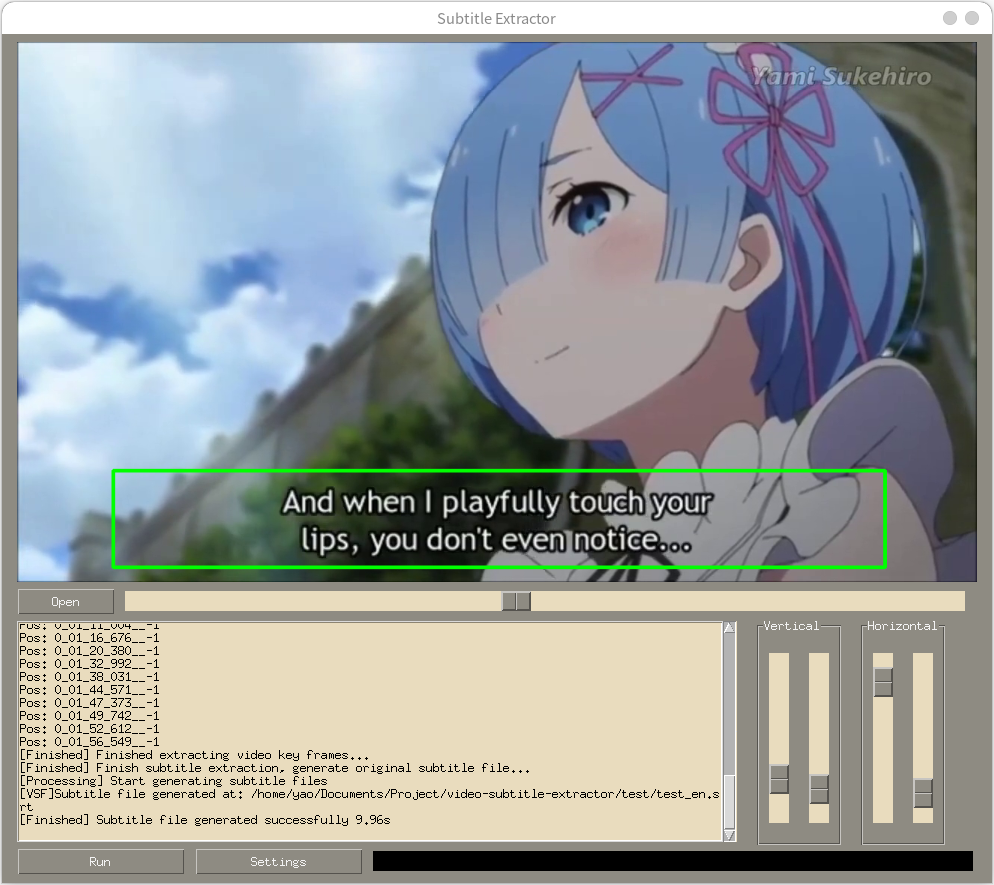 Subtitle Extractor
Yami Sukehiro
And when I playfully touch your
lips, you don't even notice...
Open
Pos: 0_01_11_004__-1
Pos: 0_01_16_676__-1
Pos: 0_01_20_380__-1
Pos: 0_01_32_992__-1
Pos: 0_01_38_031__-1
Pos: 0_01_44_571__-1
Pos: 0_01_47_373__-1
Pos: 0_01_49_742__-1
Pos: 0_01_52_612__-1
Pos: 0_01_56_549__-1
[Finished] Finished extracting video key frames...
[Finished] Finish subtitle extraction, generate original subtitle file...
[Processing] Start generating subtitle files
[VSF]Subtitle file generated at: /home/yao/Documents/Project/video-subtitle-extractor/test/test_en.s
rt
[Finished] Subtitle file generated successfully 9.96s
Vertical
Horizontal
Run
Settings